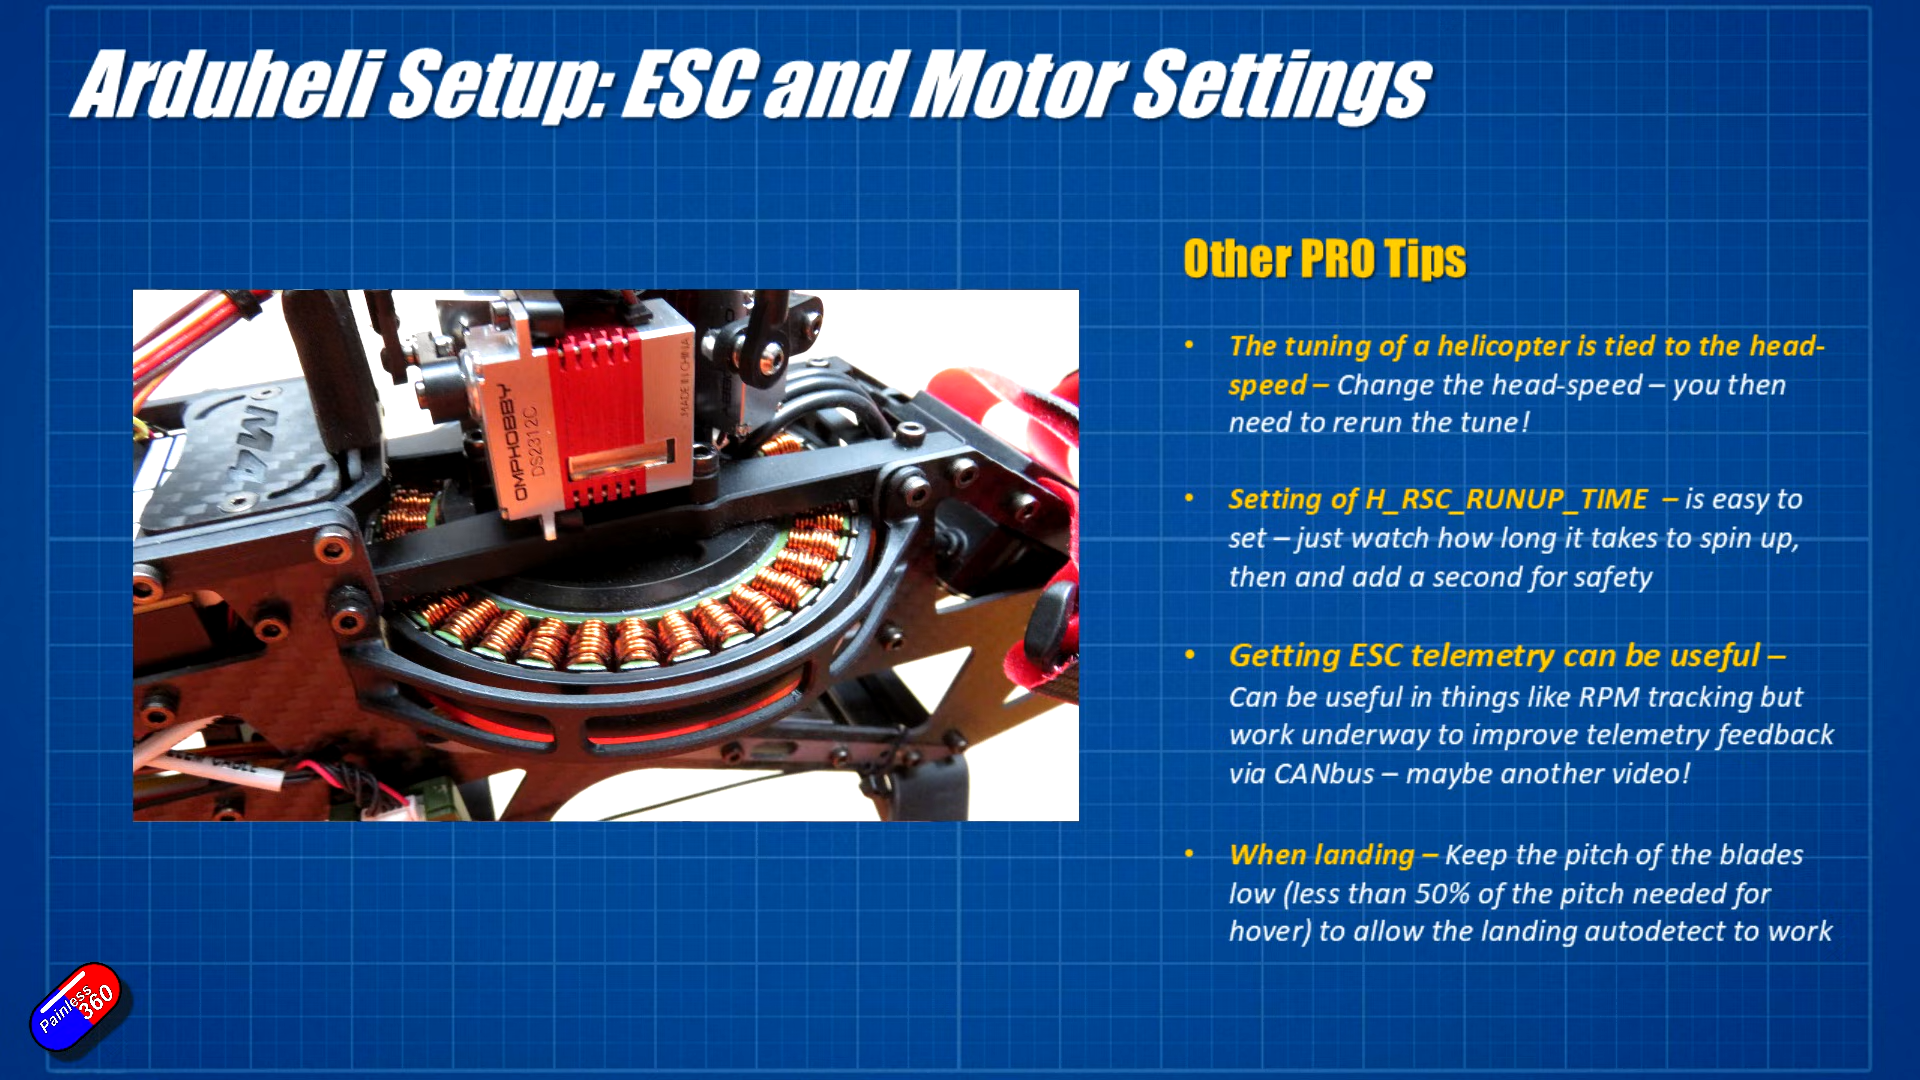 Arduheli Setup: ESC and Motor Settings
Other PRO Tips
• The tuning of a helicopter is tied to the head-
speed – Change the head-speed – you then
need to rerun the tune!
• Setting of H_RSC_RUNUP_TIME – is easy to
set – just watch how long it takes to spin up,
then and add a second for safety
• Getting ESC telemetry can be useful –
Can be useful in things like RPM tracking but
work underway to improve telemetry feedback
via CANbus – maybe another video!
• When landing – Keep the pitch of the blades
low (less than 50% of the pitch needed for
hover) to allow the landing autodetect to work
OMPHOBBY
DS2312C
MADE IN CHINA
M4
Painless
360